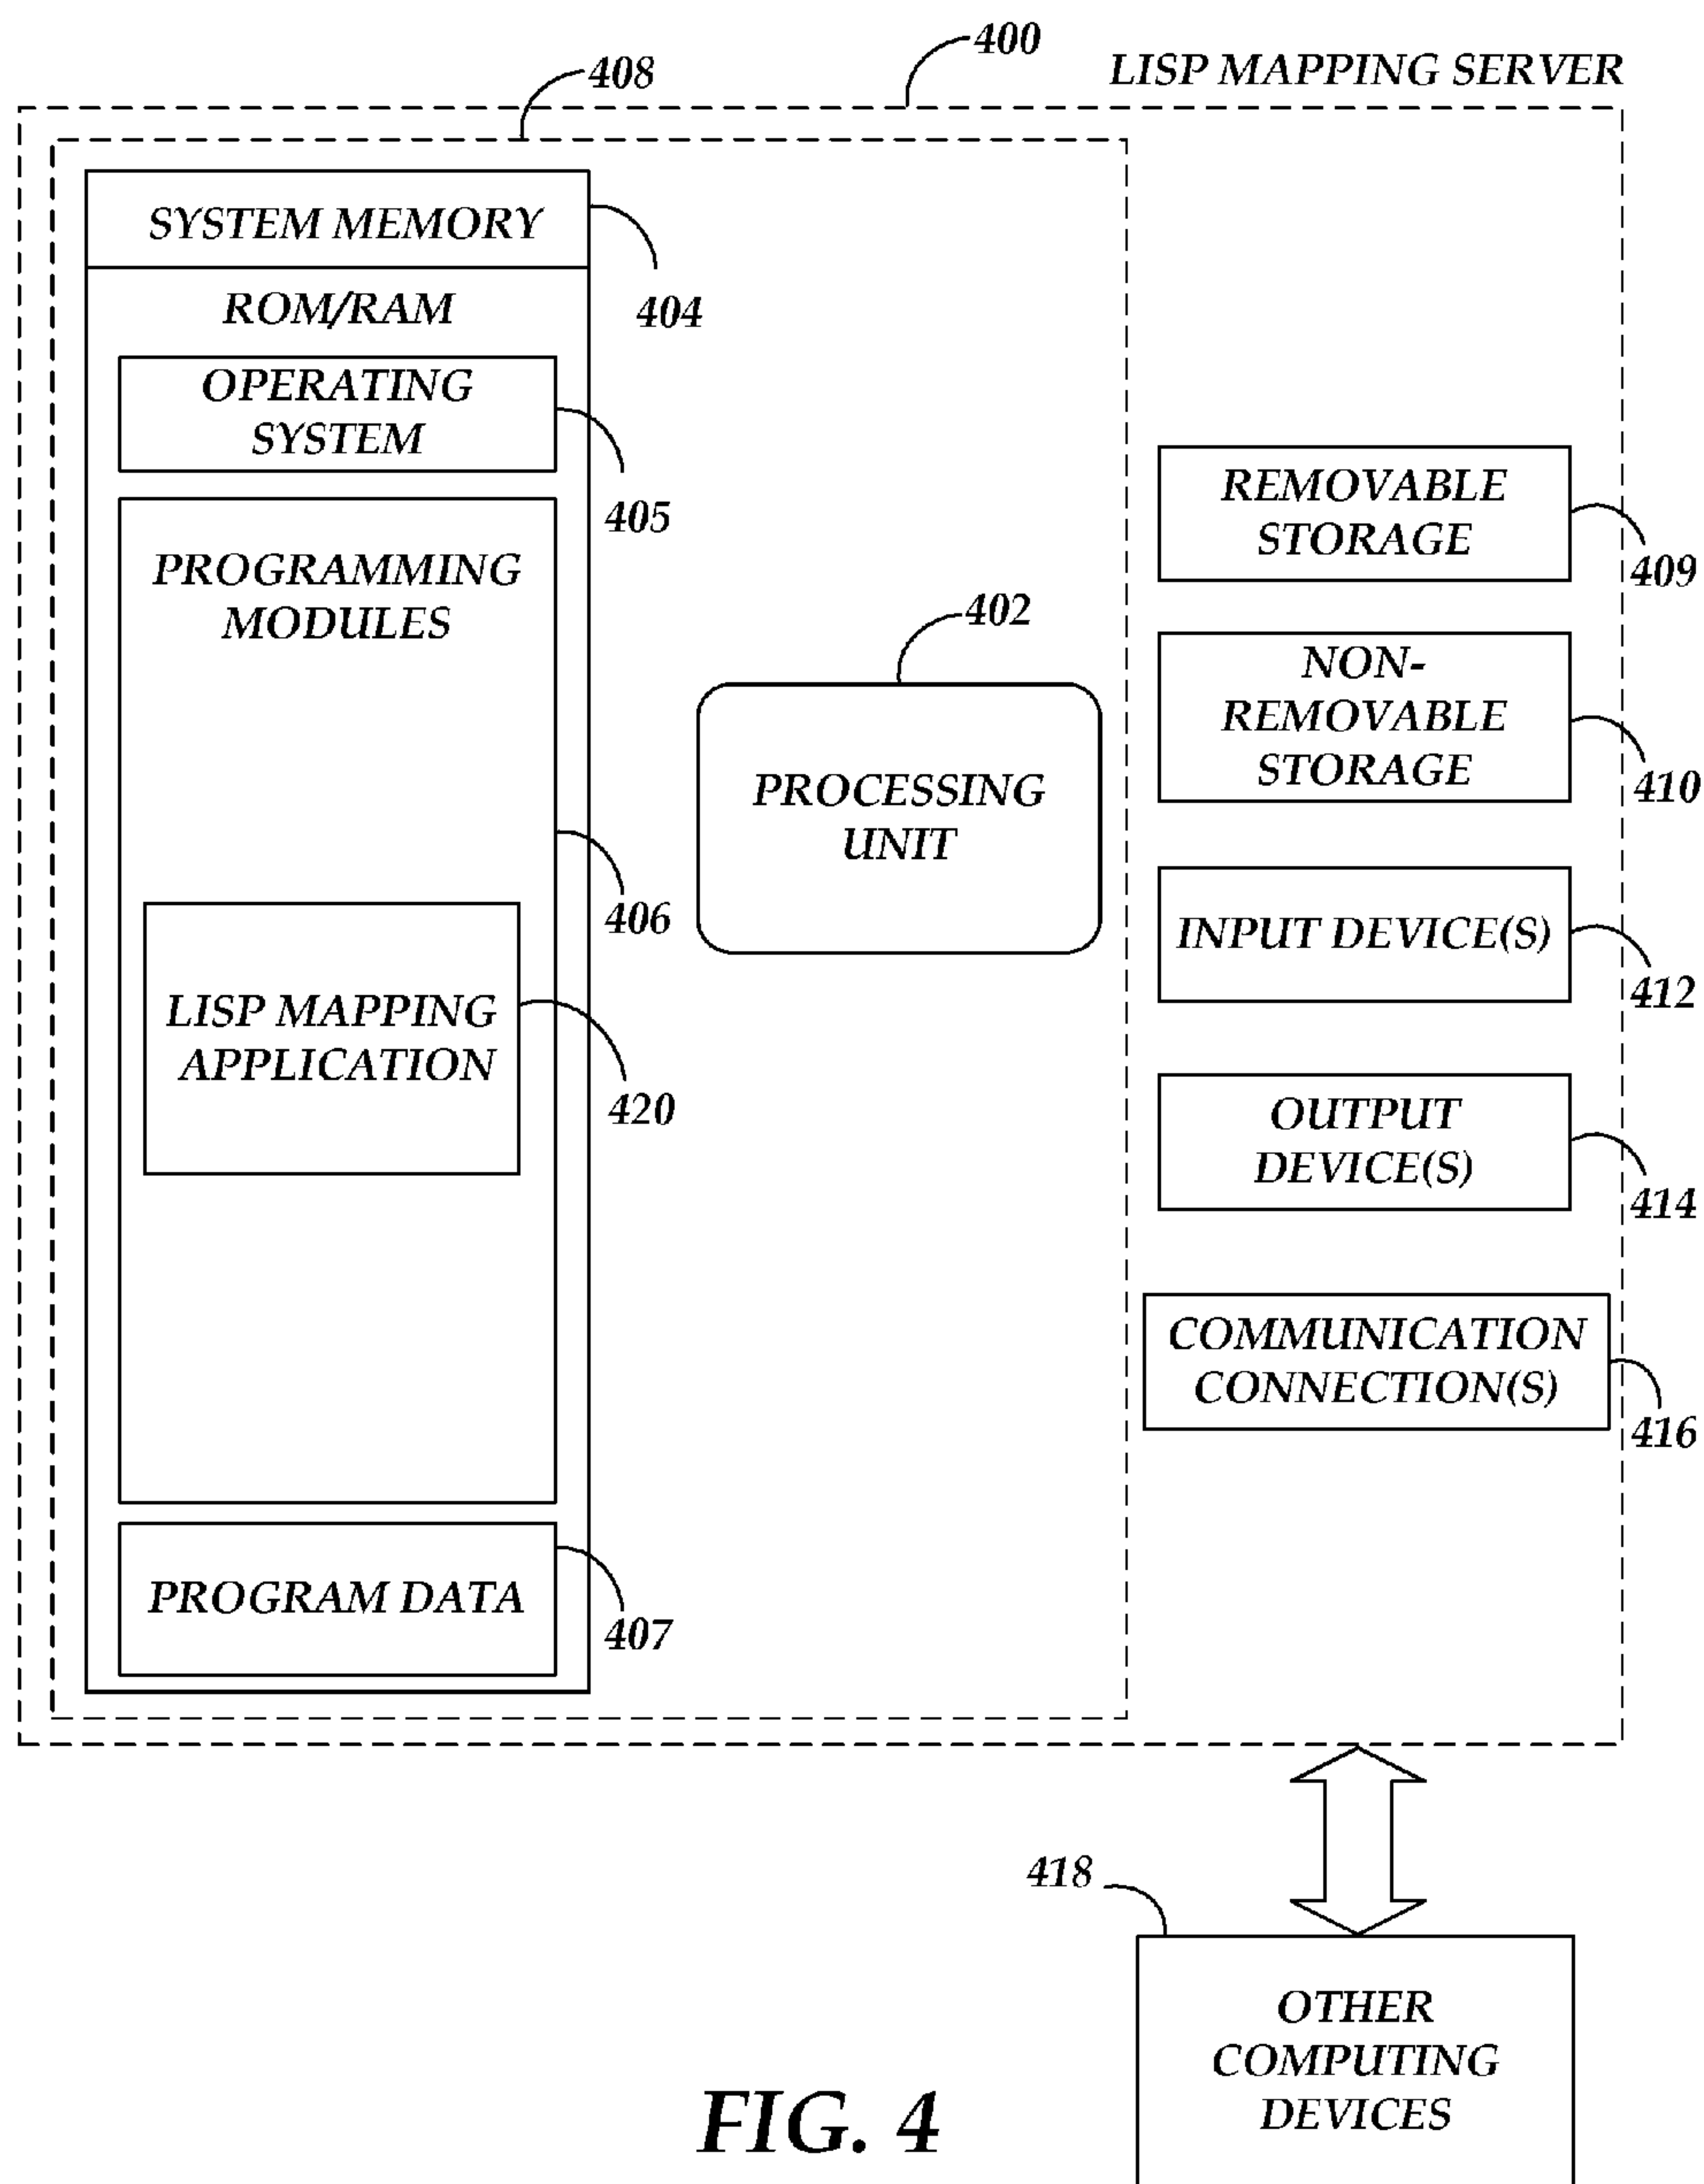 400
LISP MAPPING SERVER
408
SYSTEM MEMORY
404
ROM/RAM
OPERATING
SYSTEM
405
PROGRAMMING
MODULES
406
LISP MAPPING
APPLICATION
420
PROGRAM DATA
407
402
PROCESSING
UNIT
REMOVABLE
STORAGE
409
NON-
REMOVABLE
STORAGE
410
INPUT DEVICE(S)
412
OUTPUT
DEVICE(S)
414
COMMUNICATION
CONNECTION(S)
416
418
OTHER
COMPUTING
DEVICES
FIG. 4